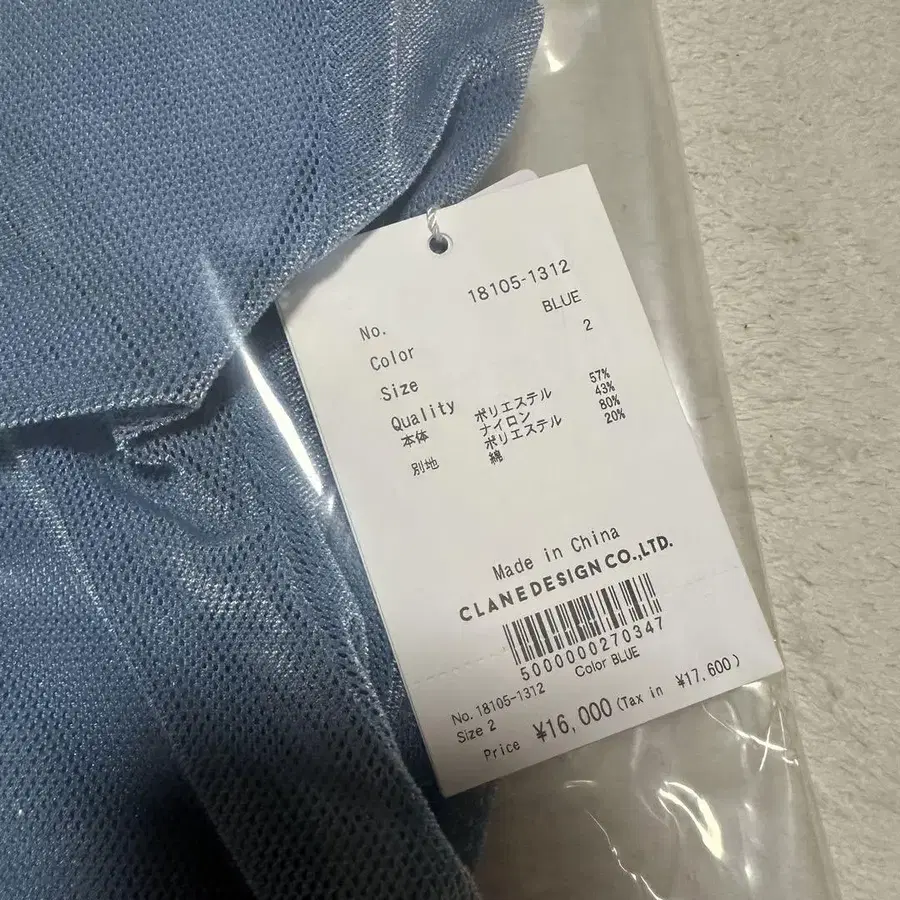 No. 18105-1312
Color BLUE
Size 2
Quality
本体 ポリエステル 57%
ナイロン 43%
別地 ポリエステル 80%
綿 20%
Made in China
CLANEDESIGN CO.,LTD.
5000000270347
No. 18105-1312 Color BLUE
Size 2
Price ¥16,000 (Tax in ¥17,600)